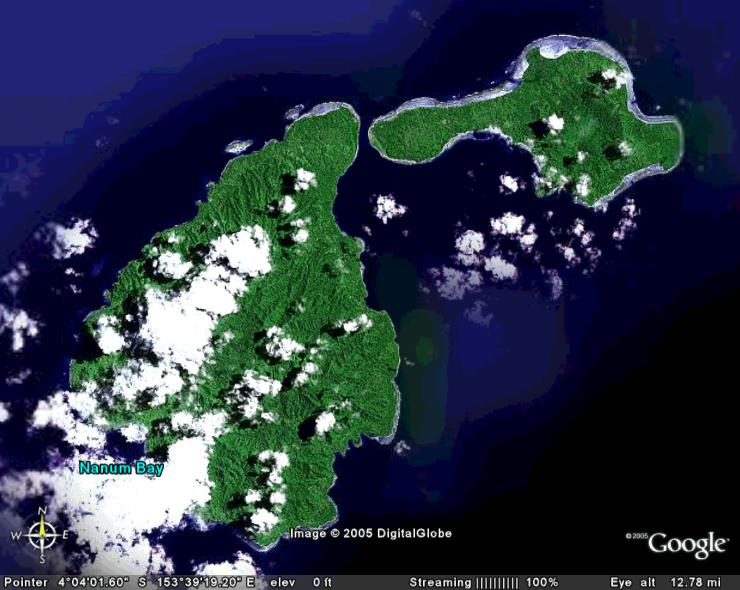 Nanum Bay
N
W E
S
Image © 2005 DigitalGlobe
© 2005 Google
Pointer 4°04'01.60" S 153°39'19.20" E elev 0 ft Streaming |||||||||| 100% Eye alt 12.78 mi